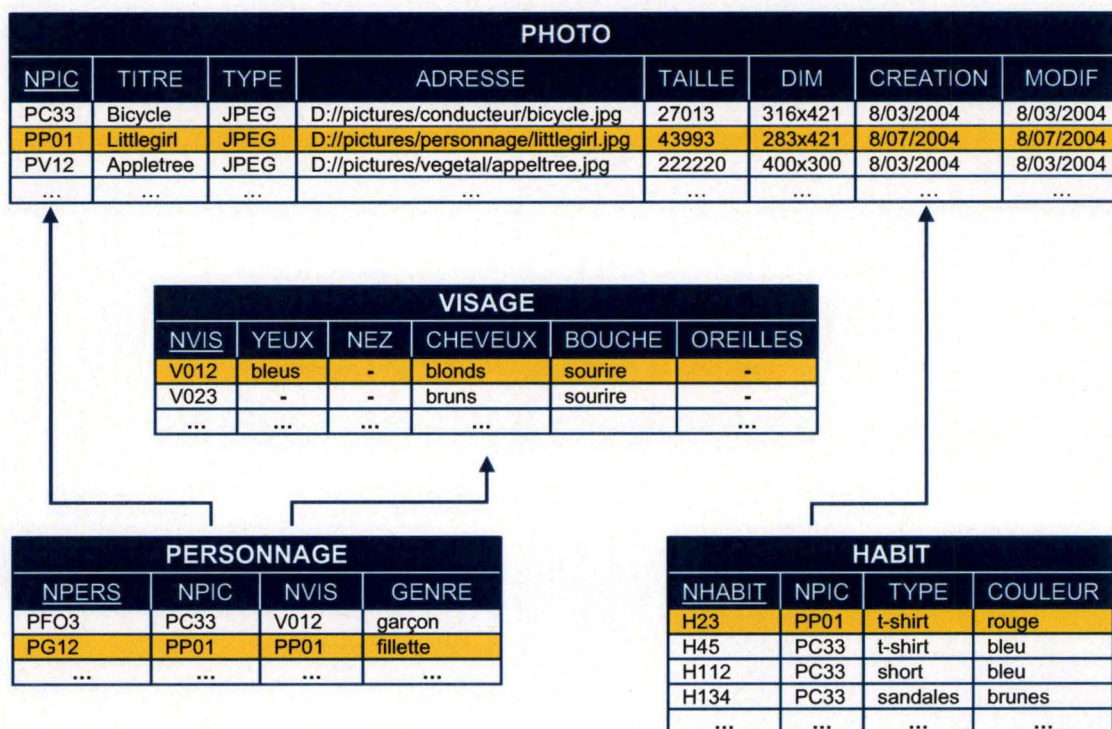 PHOTO
NPIC TITRE TYPE ADRESSE TAILLE DIM CREATION MODIF
PC33 Bicycle JPEG D://pictures/conducteur/bicycle.jpg 27013 316x421 8/03/2004 8/03/2004
PP01 Littlegirl JPEG D://pictures/personnage/littlegirl.jpg 43993 283x421 8/07/2004 8/07/2004
PV12 Appletree JPEG D://pictures/vegetal/appeltree.jpg 222220 400x300 8/03/2004 8/03/2004
... ... ... ... ... ... ... ...
VISAGE
NVIS YEUX NEZ CHEVEUX BOUCHE OREILLES
V012 bleus - blonds sourire -
V023 - - bruns sourire -
... ... ... ... ...
PERSONNAGE
NPERS NPIC NVIS GENRE
PFO3 PC33 V012 garçon
PG12 PP01 PP01 fillette
... ... ... ...
HABIT
NHABIT NPIC TYPE COULEUR
H23 PP01 t-shirt rouge
H45 PC33 t-shirt bleu
H112 PC33 short bleu
H134 PC33 sandales brunes
... ... ... ...